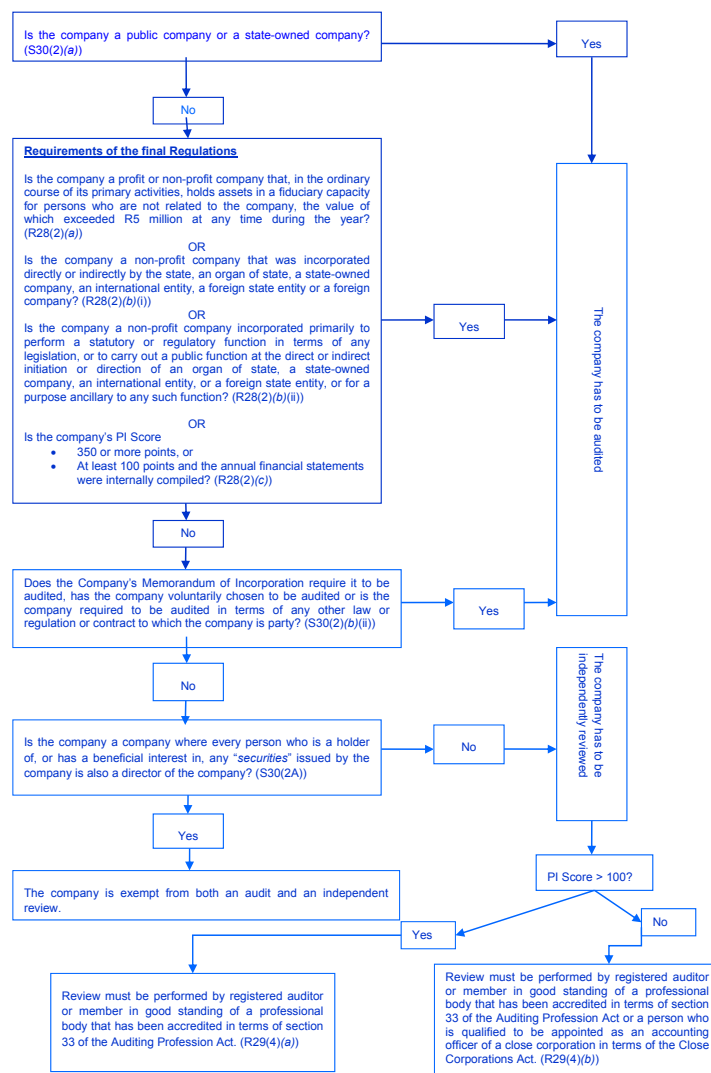 Is the company a public company or a state-owned company?
(S30(2)(a))
Yes
No
Requirements of the final Regulations
Is the company a profit or non-profit company that, in the ordinary
course of its primary activities, holds assets in a fiduciary capacity
for persons who are not related to the company, the value of
which exceeded R5 million at any time during the year?
(R28(2)(a))
OR
Is the company a non-profit company that was incorporated
directly or indirectly by the state, an organ of state, a state-owned
company, an international entity, a foreign state entity or a foreign
company? (R28(2)(b)(i))
OR
Is the company a non-profit company incorporated primarily to
perform a statutory or regulatory function in terms of any
legislation, or to carry out a public function at the direct or indirect
initiation or direction of an organ of state, a state-owned
company, an international entity, or a foreign state entity, or for a
purpose ancillary to any such function? (R28(2)(b)(ii))
OR
Is the company's PI Score
• 350 or more points, or
• At least 100 points and the annual financial statements
were internally compiled? (R28(2)(c))
Yes
The company has to be audited
No
Does the Company's Memorandum of Incorporation require it to be
audited, has the company voluntarily chosen to be audited or is the
company required to be audited in terms of any other law or
regulation or contract to which the company is party? (S30(2)(b)(ii))
Yes
No
Is the company a company where every person who is a holder
of, or has a beneficial interest in, any "securities" issued by the
company is also a director of the company? (S30(2A))
No
The company has to be
independently reviewed
Yes
The company is exempt from both an audit and an independent
review.
PI Score > 100?
Yes
No
Review must be performed by registered auditor
or member in good standing of a professional
body that has been accredited in terms of section
33 of the Auditing Profession Act. (R29(4)(a))
Review must be performed by registered auditor
or member in good standing of a professional
body that has been accredited in terms of section
33 of the Auditing Profession Act or a person who
is qualified to be appointed as an accounting
officer of a close corporation in terms of the Close
Corporations Act. (R29(4)(b))